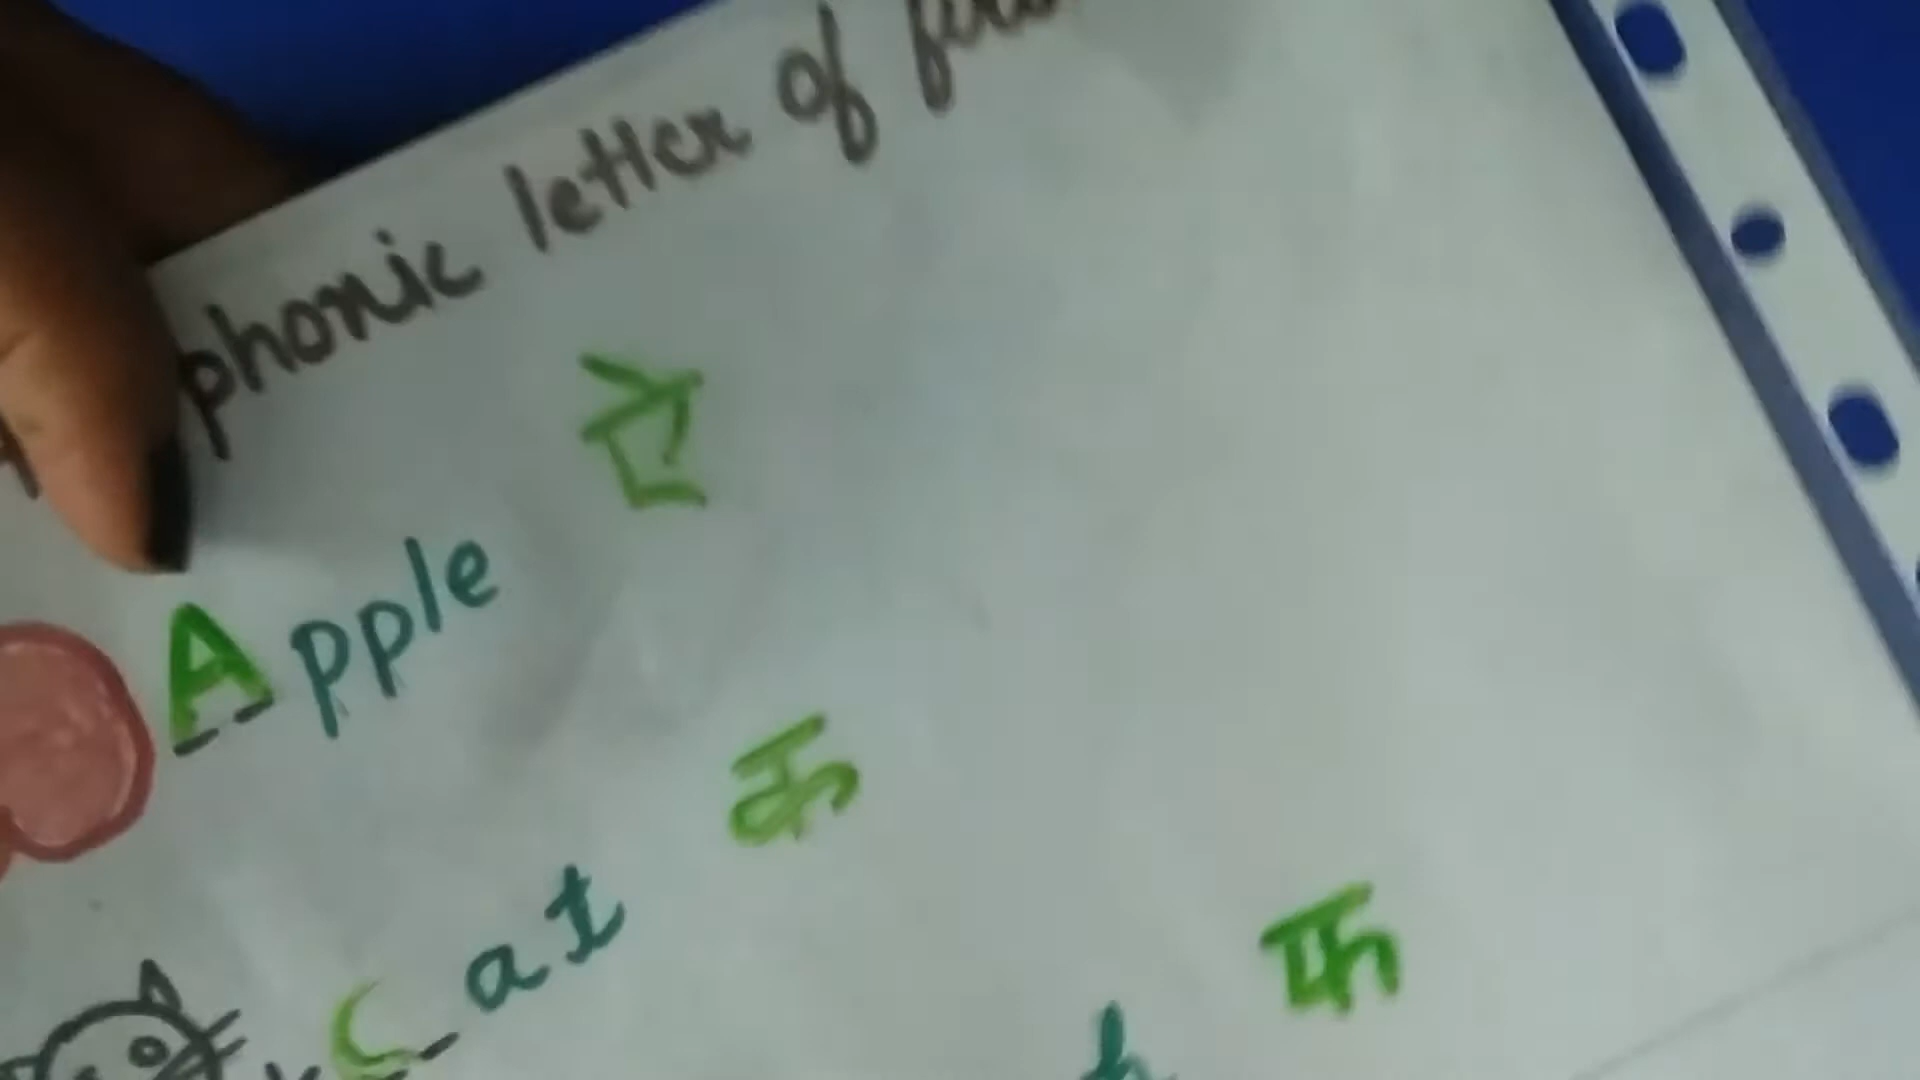 phonic letter of
ऐ
Apple
क
Cat
फ
h